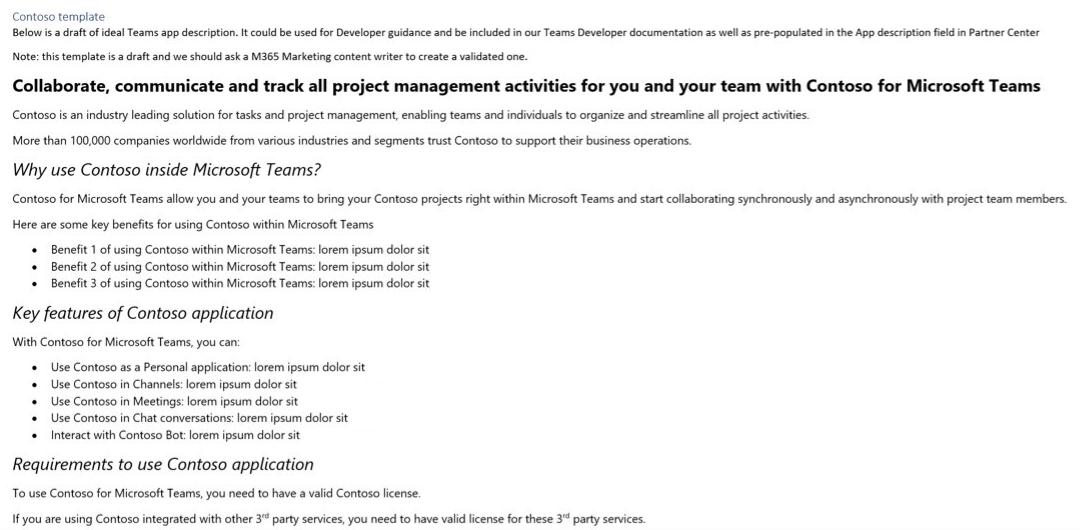 Contoso template
Below is a draft of ideal Teams app description. It could be used for Developer guidance and be included in our Teams Developer documentation as well as pre-populated in the App description field in Partner Center
Note: this template is a draft and we should ask a M365 Marketing content writer to create a validated one.
Collaborate, communicate and track all project management activities for you and your team with Contoso for Microsoft Teams
Contoso is an industry leading solution for tasks and project management, enabling teams and individuals to organize and streamline all project activities.
More than 100,000 companies worldwide from various industries and segments trust Contoso to support their business operations.
Why use Contoso inside Microsoft Teams?
Contoso for Microsoft Teams allow you and your teams to bring your Contoso projects right within Microsoft Teams and start collaborating synchronously and asynchronously with project team members.
Here are some key benefits for using Contoso within Microsoft Teams
• Benefit 1 of using Contoso within Microsoft Teams: lorem ipsum dolor sit
• Benefit 2 of using Contoso within Microsoft Teams: lorem ipsum dolor sit
• Benefit 3 of using Contoso within Microsoft Teams: lorem ipsum dolor sit
Key features of Contoso application
With Contoso for Microsoft Teams, you can:
• Use Contoso as a Personal application: lorem ipsum dolor sit
• Use Contoso in Channels: lorem ipsum dolor sit
• Use Contoso in Meetings: lorem ipsum dolor sit
• Use Contoso in Chat conversations: lorem ipsum dolor sit
• Interact with Contoso Bot: lorem ipsum dolor sit
Requirements to use Contoso application
To use Contoso for Microsoft Teams, you need to have a valid Contoso license.
If you are using Contoso integrated with other 3rd party services, you need to have valid license for these 3rd party services.